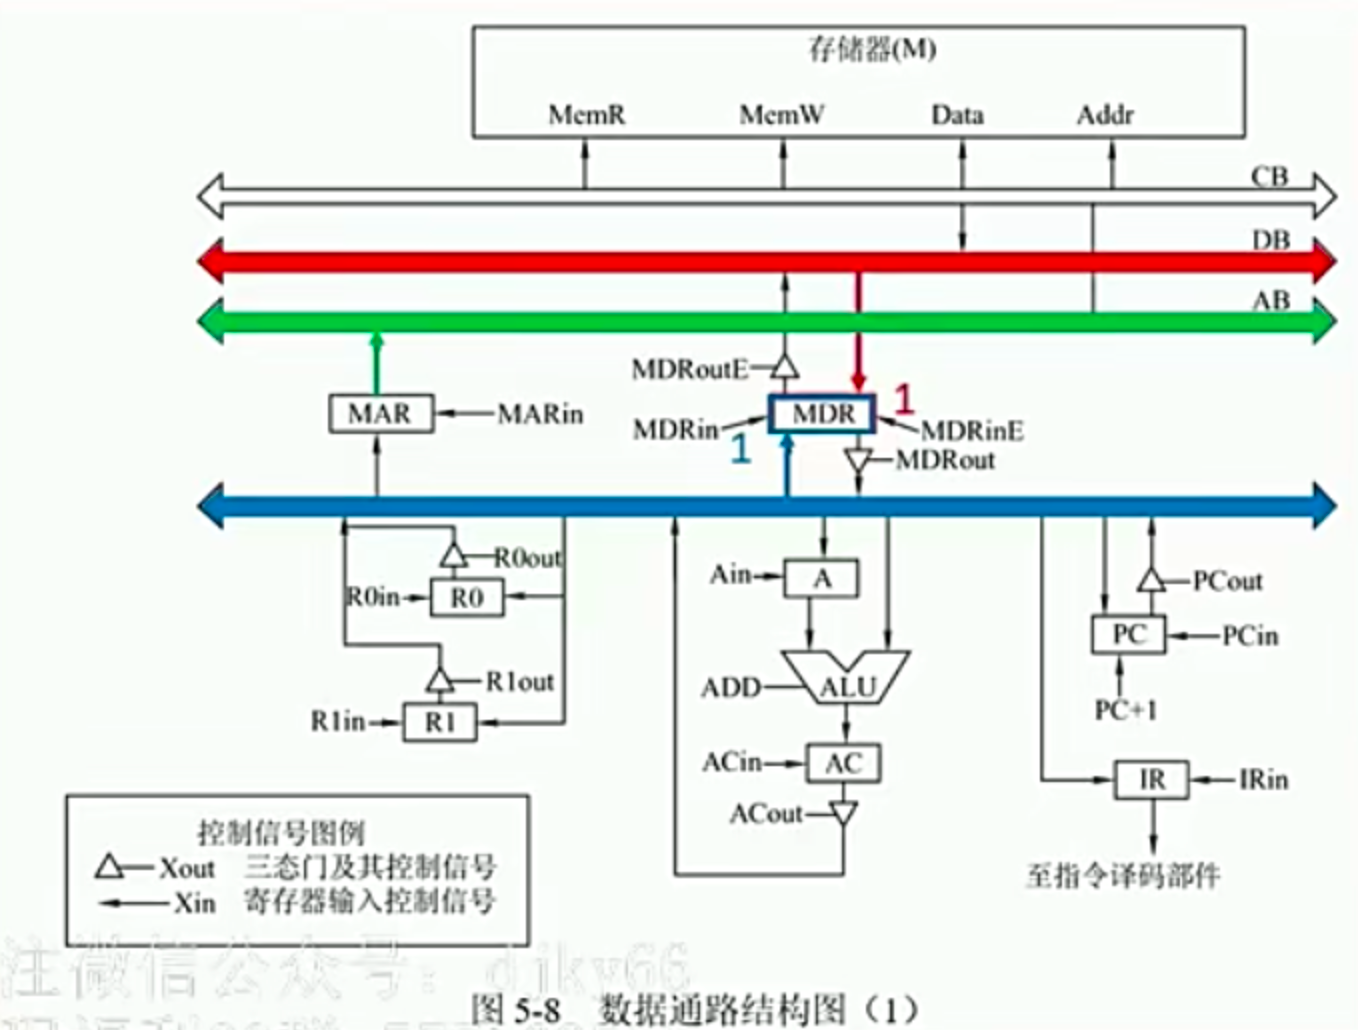 存储器(M)
MemR MemW Data Addr
CB
DB
AB
MDRoutE
MAR MARin
MDRin MDR 1 MDRinE
1
MDRout
R0out
R0in R0
R1out
R1in R1
Ain A
ADD ALU
ACin AC
ACout
PCout
PC PCin
PC+1
IR IRin
至指令译码部件
控制信号图例
Xout 三态门及其控制信号
Xin 寄存器输入控制信号
注微信公众号: djky66
图 5-8 数据通路结构图（1）